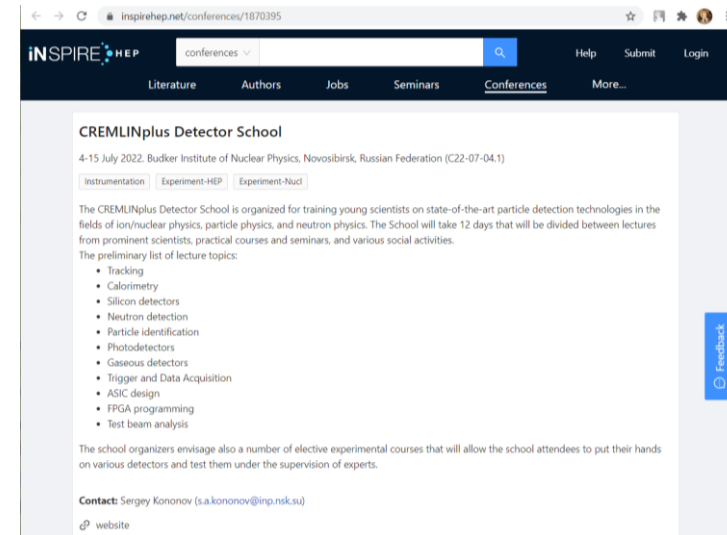 inspirehep.net/conferences/1870395
iNSPIRE HEP
conferences
Help Submit Login
Literature Authors Jobs Seminars Conferences More...
CREMLINplus Detector School
4-15 July 2022. Budker Institute of Nuclear Physics, Novosibirsk, Russian Federation (C22-07-04.1)
Instrumentation Experiment-HEP Experiment-Nucl
The CREMLINplus Detector School is organized for training young scientists on state-of-the-art particle detection technologies in the
fields of ion/nuclear physics, particle physics, and neutron physics. The School will take 12 days that will be divided between lectures
from prominent scientists, practical courses and seminars, and various social activities.
The preliminary list of lecture topics:
• Tracking
• Calorimetry
• Silicon detectors
• Neutron detection
• Particle identification
• Photodetectors
• Gaseous detectors
• Trigger and Data Acquisition
• ASIC design
• FPGA programming
• Test beam analysis
Feedback
The school organizers envisage also a number of elective experimental courses that will allow the school attendees to put their hands
on various detectors and test them under the supervision of experts.
Contact: Sergey Kononov (s.a.kononov@inp.nsk.su)
website